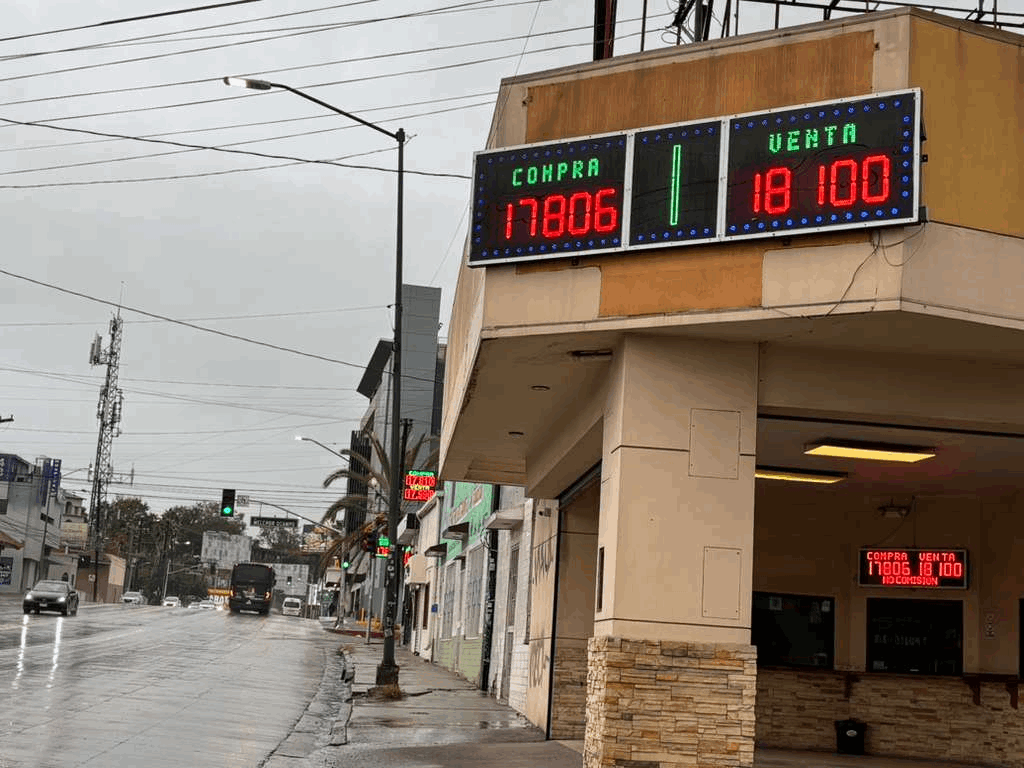 COMPRA
17806
VENTA
18 100
COMPRA VENTA
17806 18 100
NO COMISION